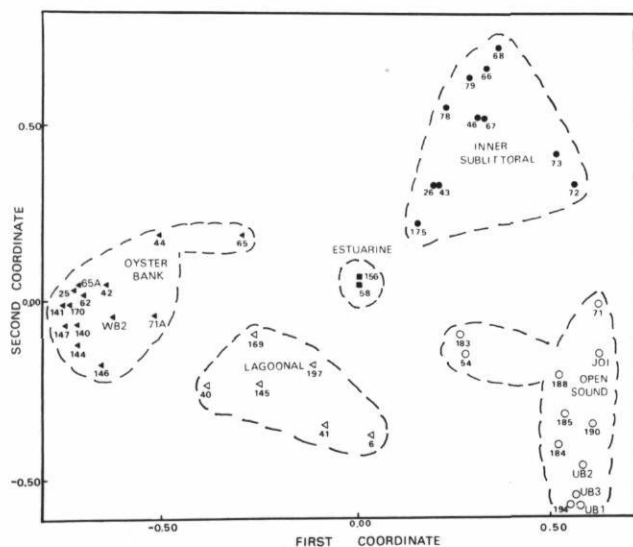 68
66
79
78
46
67
INNER
SUBLITTORAL
73
72
26
43
175
0.50
SECOND COORDINATE
44
65
OYSTER
BANK
65A
25
62
42
141
170
WB2
71A
147
140
144
146
0.00
ESTUARINE
156
58
169
LAGOONAL
197
40
145
41
6
183
54
71
JO1
188
OPEN
SOUND
185
190
184
UB2
UB3
194
UB1
-0.50
-0.50
0.00
0.50
FIRST COORDINATE